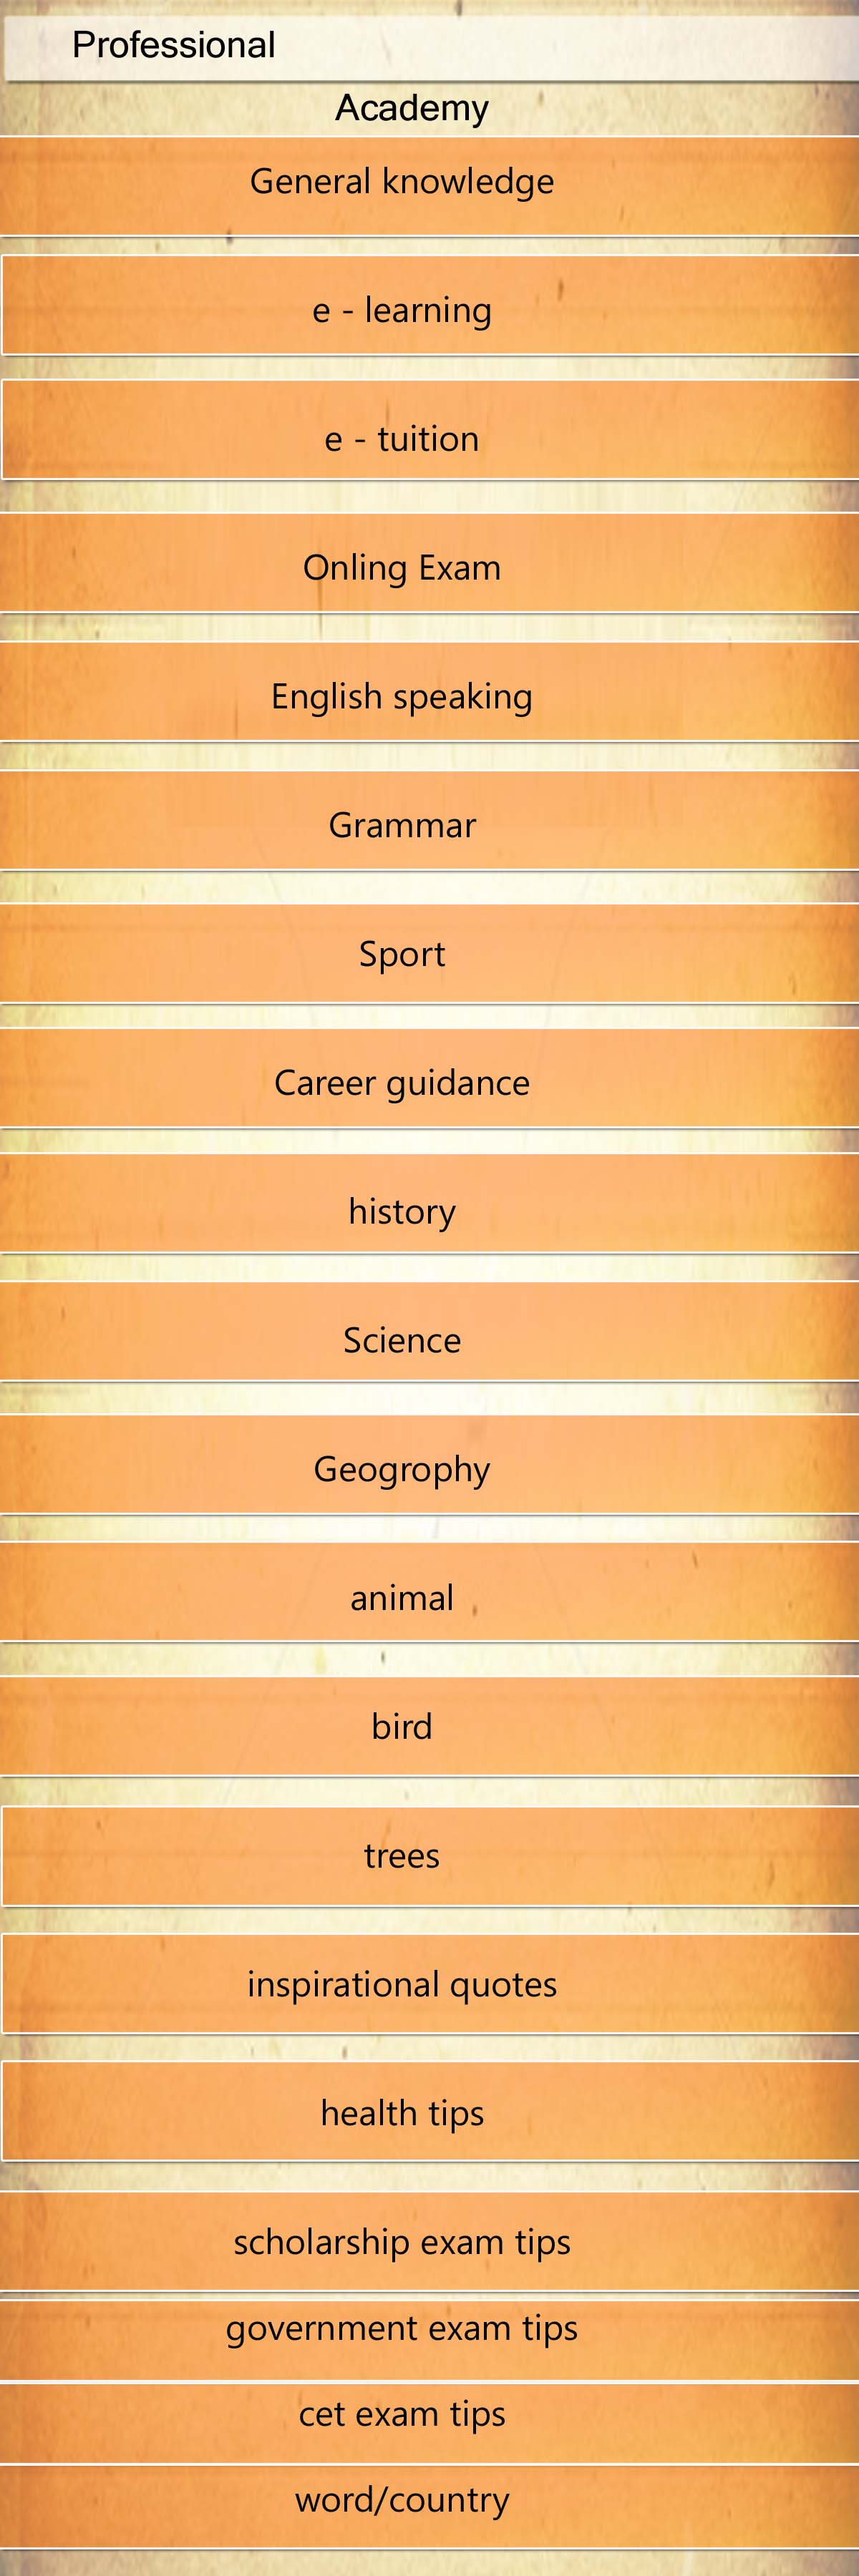 Professional
Academy
General knowledge
e - learning
e - tuition
Onling Exam
English speaking
Grammar
Sport
Career guidance
history
Science
Geogrophy
animal
bird
trees
inspirational quotes
health tips
scholarship exam tips
government exam tips
cet exam tips
word/country